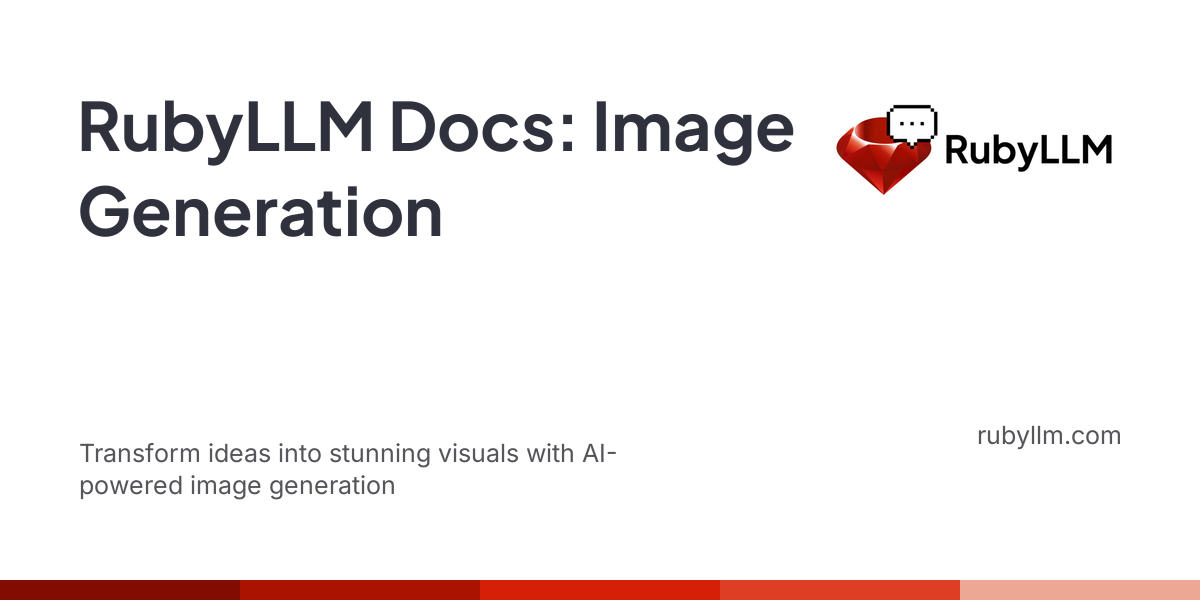 RubyLLM Docs: Image
Generation
RubyLLM
Transform ideas into stunning visuals with AI-
powered image generation
rubyllm.com